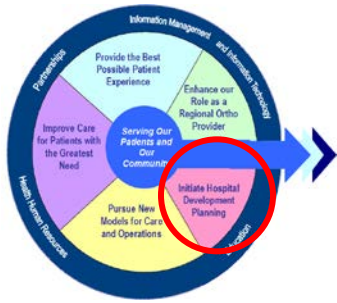 Information Management
and Information Technology
Partnerships
Provide the Best
Possible Patient
Experience
Enhance our
Role as a
Regional Ortho
Provider
Improve Care
for Patients with
the Greatest
Need
Serving Our
Patients and
Our
Community
Initiate Hospital
Development
Planning
Pursue New
Models for Care
and Operations
Health Human Resources
Education